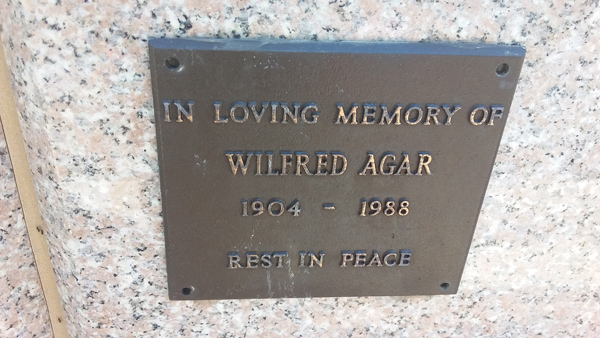 IN LOVING MEMORY OF
WILFRED AGAR
1904 - 1988
REST IN PEACE